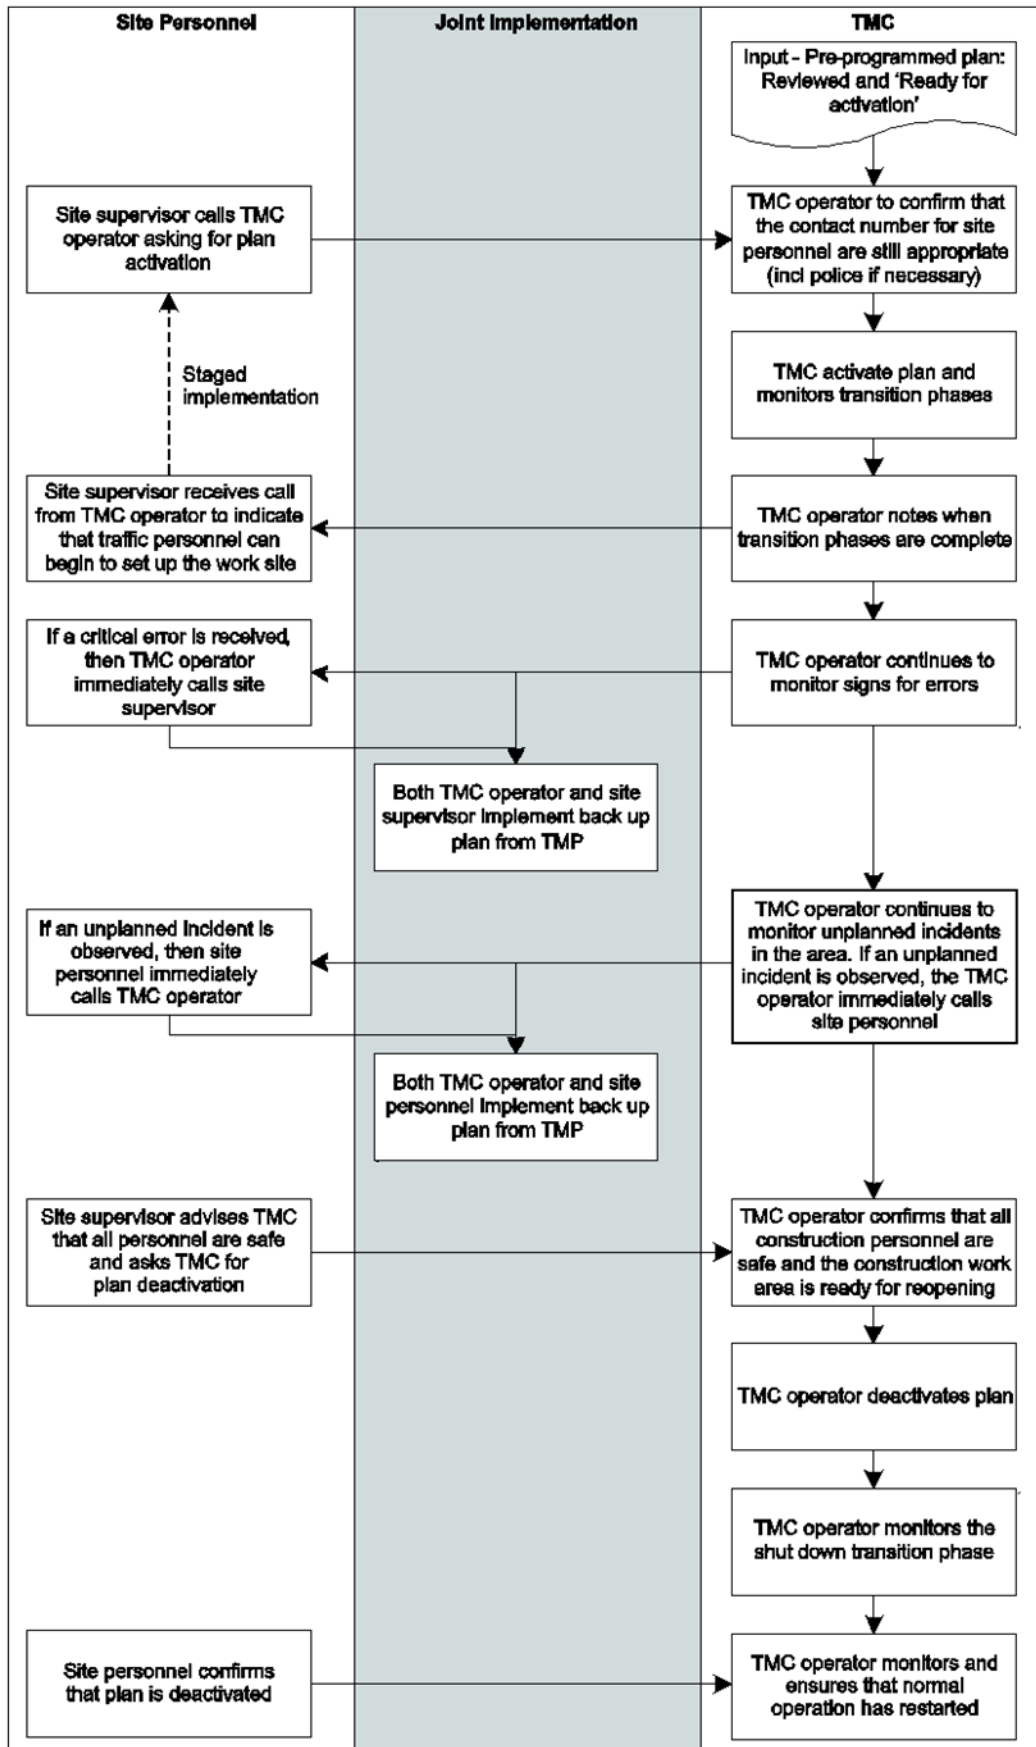 Site Personnel
Joint Implementation
TMC
Input - Pre-programmed plan:
Reviewed and ‘Ready for
activation’
Site supervisor calls TMC
operator asking for plan
activation
TMC operator to confirm that
the contact number for site
personnel are still appropriate
(incl police if necessary)
Staged
implementation
TMC activate plan and
monitors transition phases
Site supervisor receives call
from TMC operator to indicate
that traffic personnel can
begin to set up the work site
TMC operator notes when
transition phases are complete
If a critical error is received,
then TMC operator
immediately calls site
supervisor
TMC operator continues to
monitor signs for errors
Both TMC operator and site
supervisor implement back up
plan from TMP
If an unplanned incident is
observed, then site
personnel immediately
calls TMC operator
TMC operator continues to
monitor unplanned incidents
in the area. If an unplanned
incident is observed, the TMC
operator immediately calls
site personnel
Both TMC operator and site
personnel implement back up
plan from TMP
Site supervisor advises TMC
that all personnel are safe
and asks TMC for
plan deactivation
TMC operator confirms that all
construction personnel are
safe and the construction work
area is ready for reopening
TMC operator deactivates plan
TMC operator monitors the
shut down transition phase
Site personnel confirms
that plan is deactivated
TMC operator monitors and
ensures that normal
operation has restarted